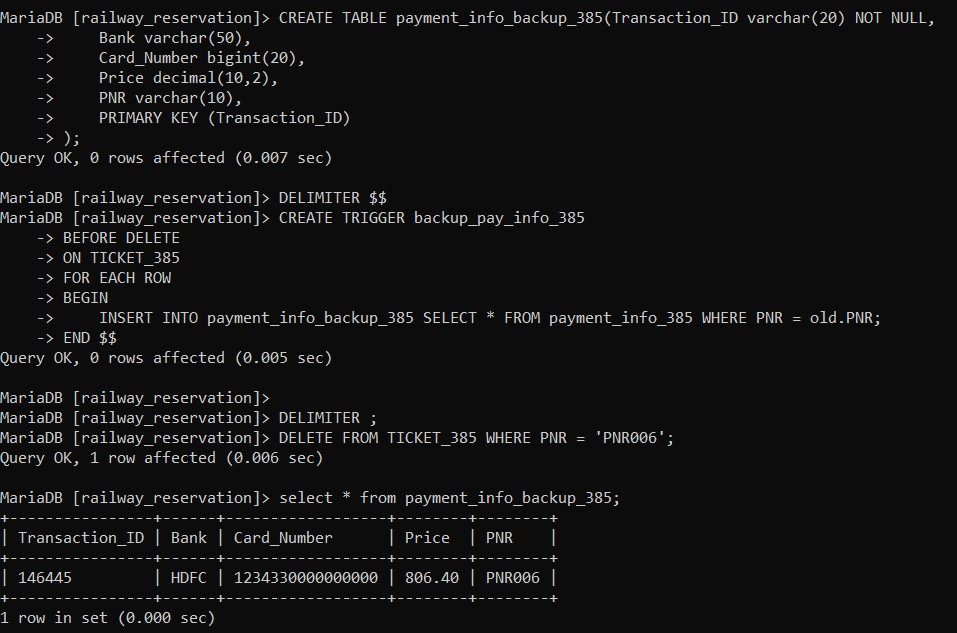 MariaDB [railway_reservation]> CREATE TABLE payment_info_backup_385(Transaction_ID varchar(20) NOT NULL,
    ->     Bank varchar(50),
    ->     Card_Number bigint(20),
    ->     Price decimal(10,2),
    ->     PNR varchar(10),
    ->     PRIMARY KEY (Transaction_ID)
    -> );
Query OK, 0 rows affected (0.007 sec)

MariaDB [railway_reservation]> DELIMITER $$
MariaDB [railway_reservation]> CREATE TRIGGER backup_pay_info_385
    -> BEFORE DELETE
    -> ON TICKET_385
    -> FOR EACH ROW
    -> BEGIN
    ->     INSERT INTO payment_info_backup_385 SELECT * FROM payment_info_385 WHERE PNR = old.PNR;
    -> END $$
Query OK, 0 rows affected (0.005 sec)

MariaDB [railway_reservation]>
MariaDB [railway_reservation]> DELIMITER ;
MariaDB [railway_reservation]> DELETE FROM TICKET_385 WHERE PNR = 'PNR006';
Query OK, 1 row affected (0.006 sec)

MariaDB [railway_reservation]> select * from payment_info_backup_385;
+----------------+------+------------------+--------+--------+
| Transaction_ID | Bank | Card_Number      | Price  | PNR    |
+----------------+------+------------------+--------+--------+
| 146445         | HDFC | 1234330000000000 | 806.40 | PNR006 |
+----------------+------+------------------+--------+--------+
1 row in set (0.000 sec)